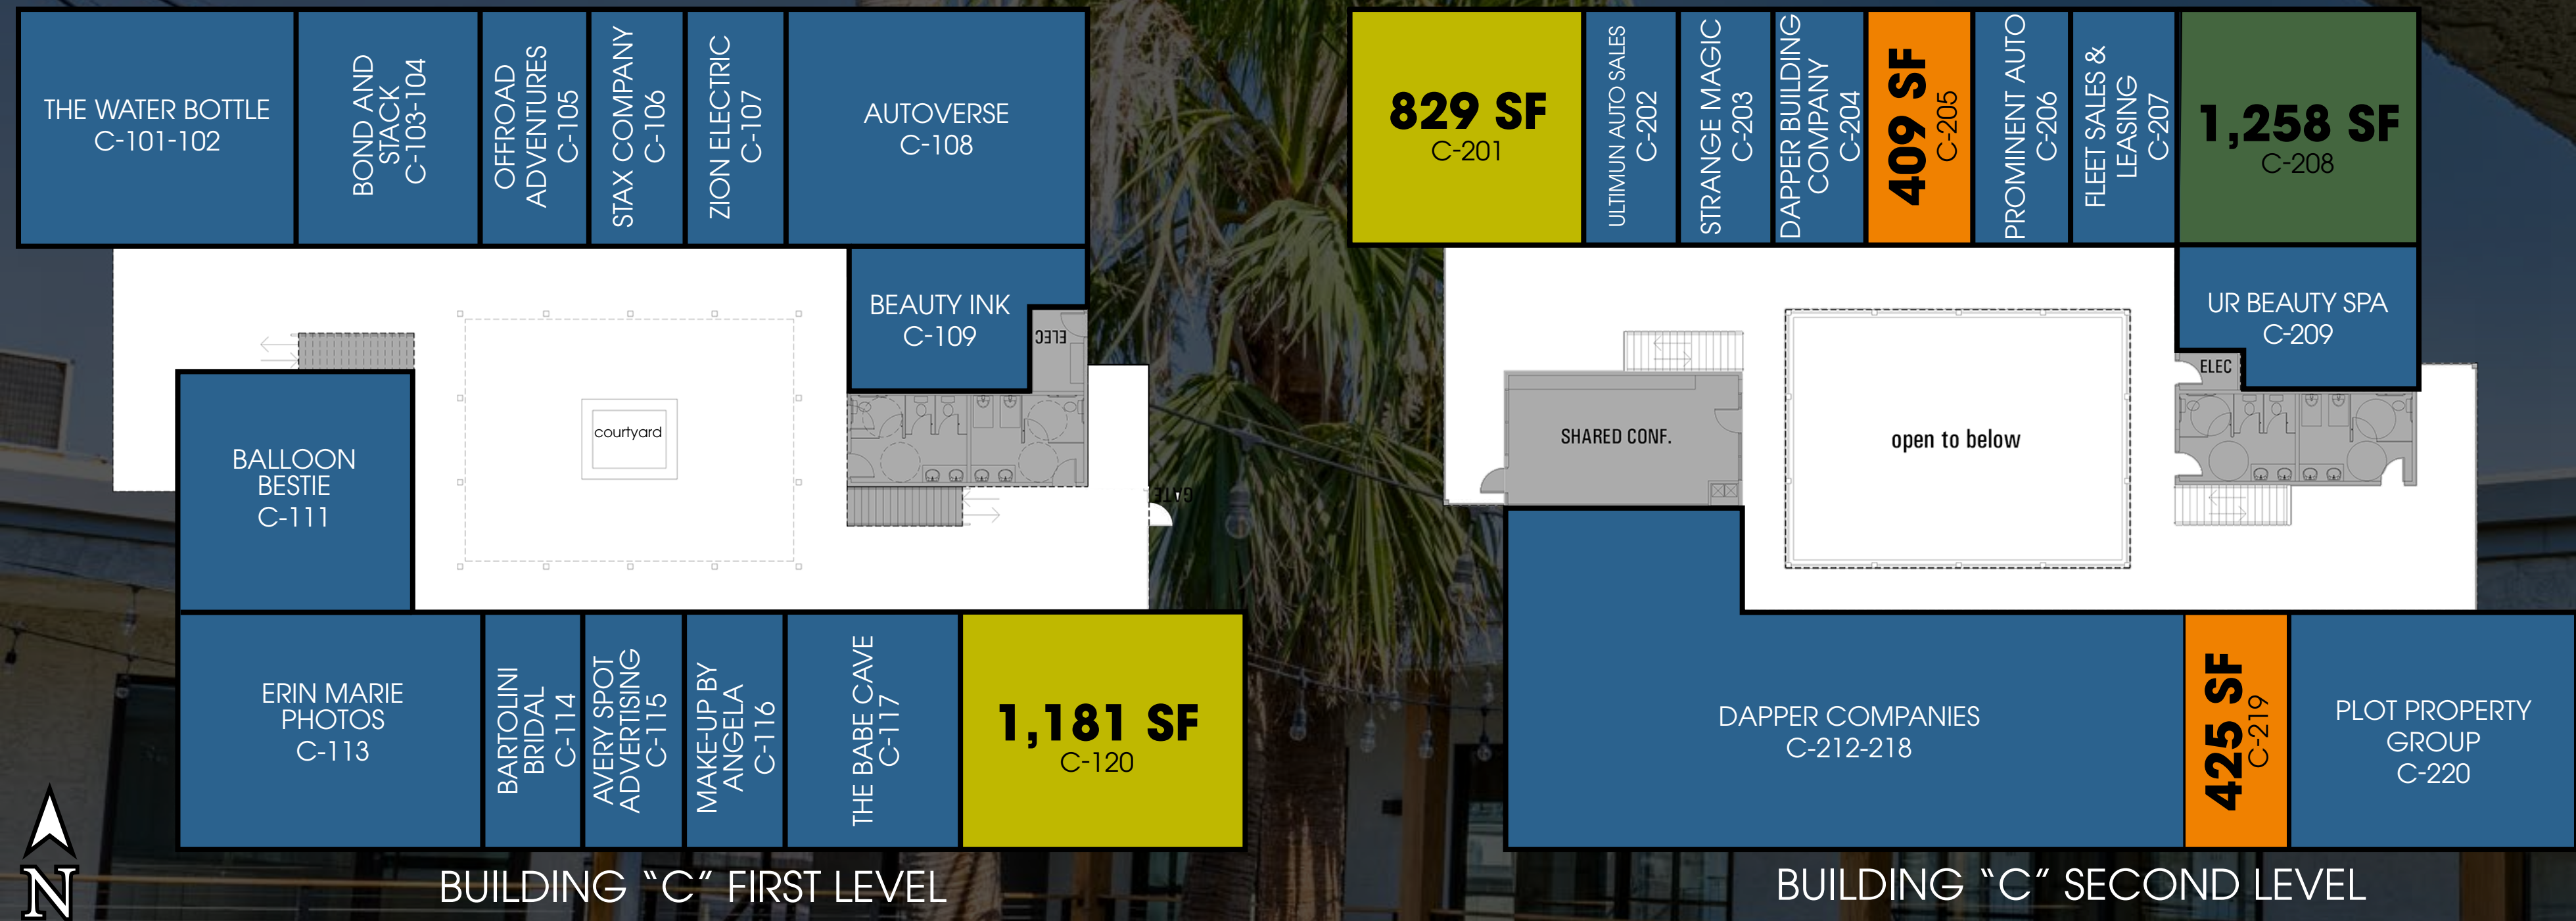 THE WATER BOTTLE
C-101-102
BOND AND
STACK
C-103-104
OFFROAD
ADVENTURES
C-105
STAX COMPANY
C-106
ZION ELECTRIC
C-107
AUTOVERSE
C-108
BEAUTY INK
C-109
ELEC
courtyard
GATE
BALLOON
BESTIE
C-111
ERIN MARIE
PHOTOS
C-113
BARTOLINI
BRIDAL
C-114
AVERY SPOT
ADVERTISING
C-115
MAKE-UP BY
ANGELA
C-116
THE BABE CAVE
C-117
1,181 SF
C-120
N
BUILDING “C” FIRST LEVEL
829 SF
C-201
ULTIMUN AUTO SALES
C-202
STRANGE MAGIC
C-203
DAPPER BUILDING
COMPANY
C-204
409 SF
C-205
PROMINENT AUTO
C-206
FLEET SALES &
LEASING
C-207
1,258 SF
C-208
UR BEAUTY SPA
C-209
ELEC
SHARED CONF.
open to below
DAPPER COMPANIES
C-212-218
425 SF
C-219
PLOT PROPERTY
GROUP
C-220
BUILDING “C” SECOND LEVEL